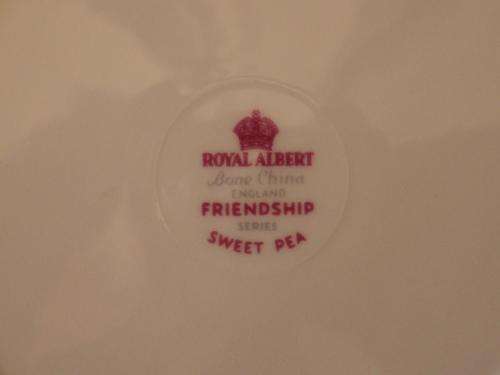 ROYAL ALBERT
Bone China
ENGLAND
FRIENDSHIP
SERIES
SWEET PEA